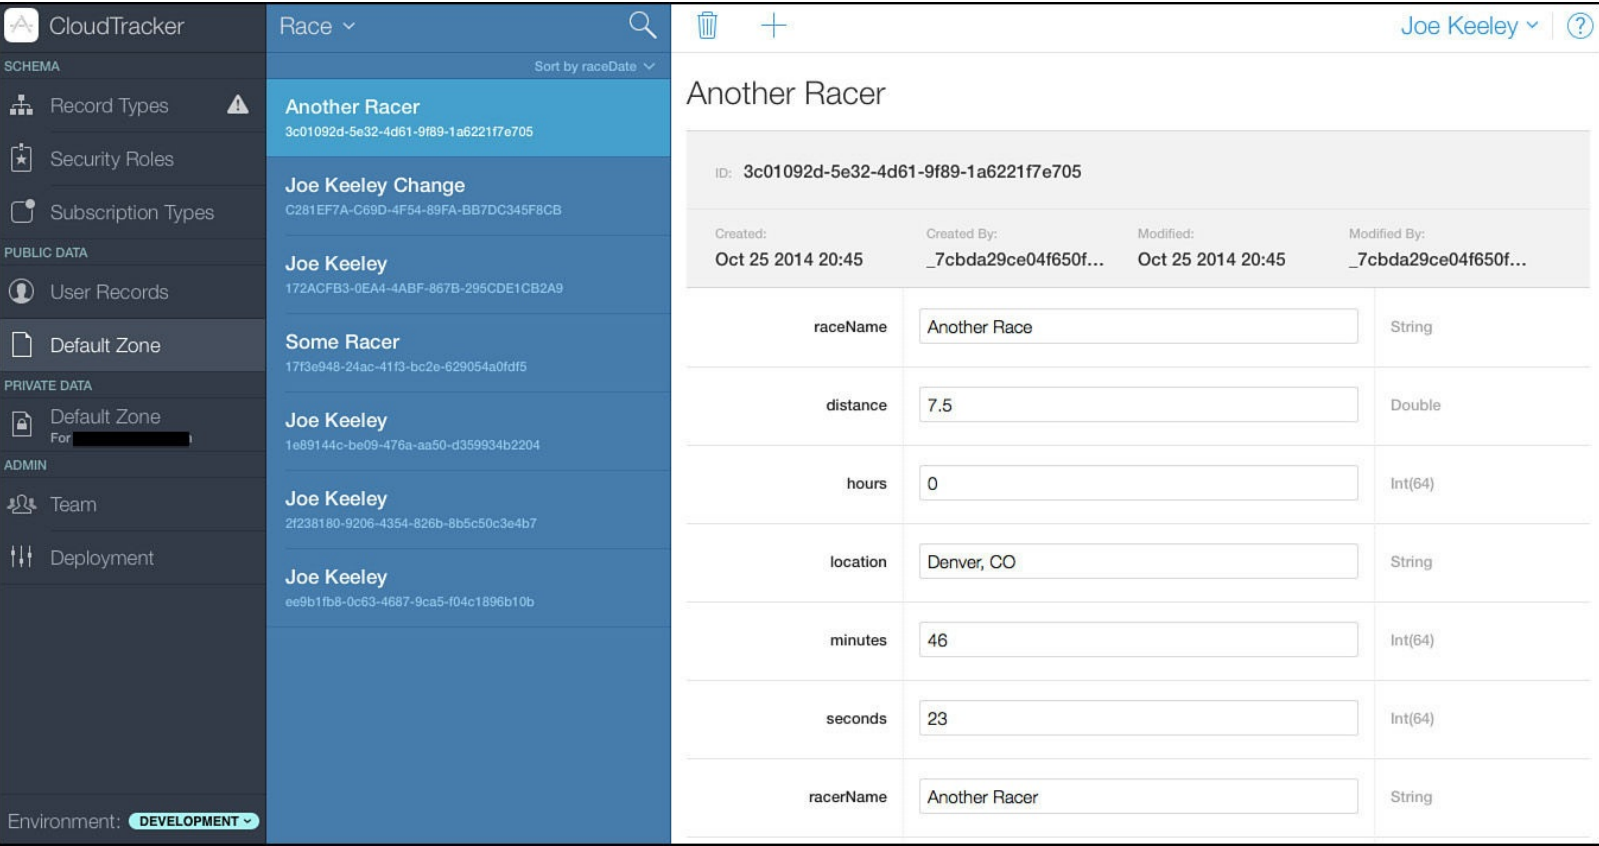 CloudTracker
SCHEMA
Record Types
Security Roles
Subscription Types
PUBLIC DATA
User Records
Default Zone
PRIVATE DATA
Default Zone
For
ADMIN
Team
Deployment
Environment: DEVELOPMENT
Race
Sort by raceDate
Another Racer
3c01092d-5e32-4d61-9f89-1a6221f7e705
Joe Keeley Change
C281EF7A-C69D-4F54-89FA-BB7DC345F8CB
Joe Keeley
172ACFB3-0EA4-4ABF-867B-295CDE1CB2A9
Some Racer
17f3e948-24ac-41f3-bc2e-629054a0fdf5
Joe Keeley
1e89144c-be09-476a-aa50-d359934b2204
Joe Keeley
2f238180-9206-4354-826b-8b5c50c3e4b7
Joe Keeley
ee9b1fb8-0c63-4687-9ca5-f04c1896b10b
Joe Keeley ?
Another Racer
ID: 3c01092d-5e32-4d61-9f89-1a6221f7e705
Created: Created By: Modified: Modified By:
Oct 25 2014 20:45 _7cbda29ce04f650f... Oct 25 2014 20:45 _7cbda29ce04f650f...
raceName Another Race String
distance 7.5 Double
hours 0 Int(64)
location Denver, CO String
minutes 46 Int(64)
seconds 23 Int(64)
racerName Another Racer String